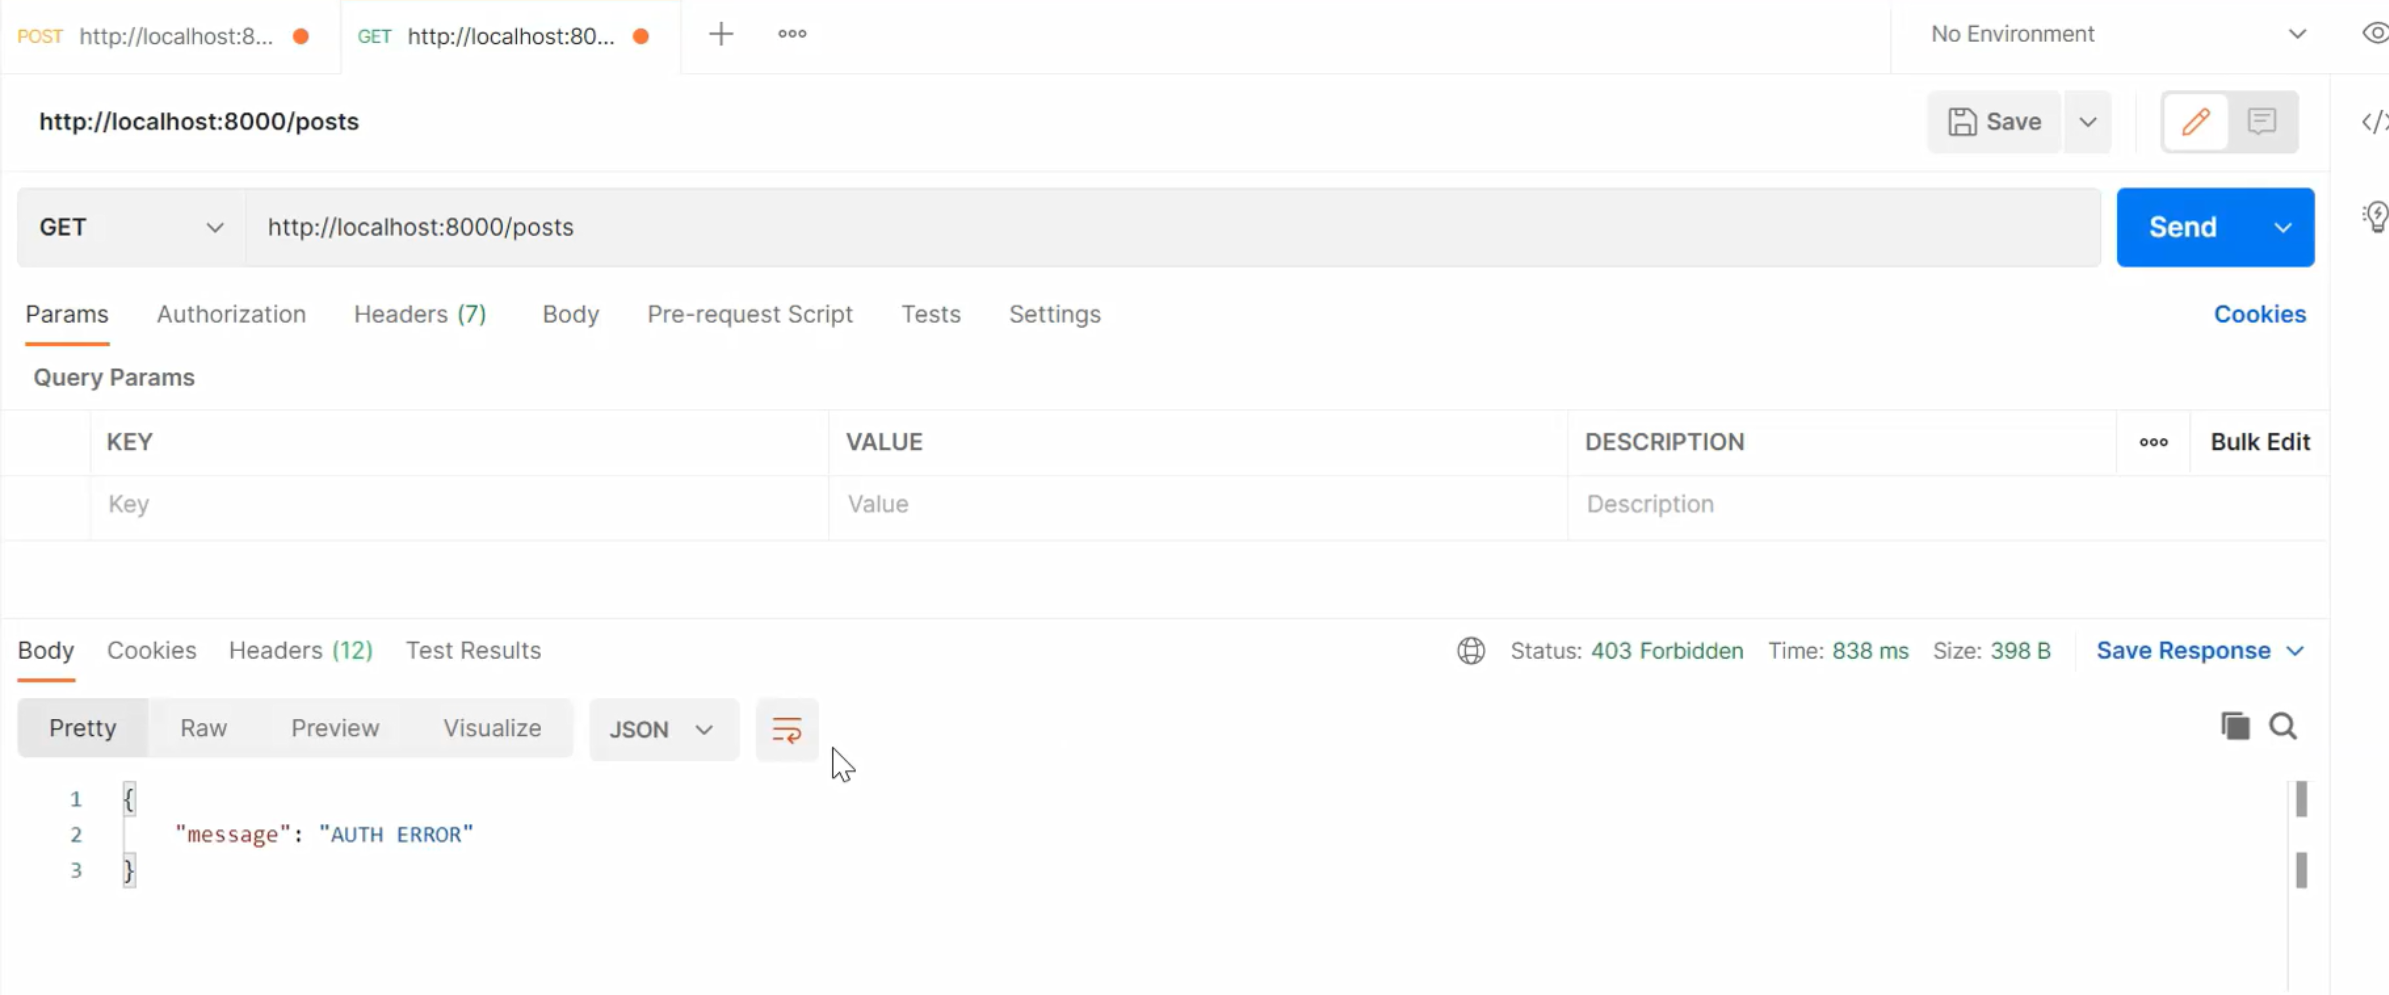 POST http://localhost:8... GET http://localhost:80... No Environment
http://localhost:8000/posts Save
GET http://localhost:8000/posts Send
Params Authorization Headers (7) Body Pre-request Script Tests Settings Cookies
Query Params
KEY VALUE DESCRIPTION Bulk Edit
Key Value Description
Body Cookies Headers (12) Test Results Status: 403 Forbidden Time: 838 ms Size: 398 B Save Response
Pretty Raw Preview Visualize JSON
1 {
2 "message": "AUTH ERROR"
3 }